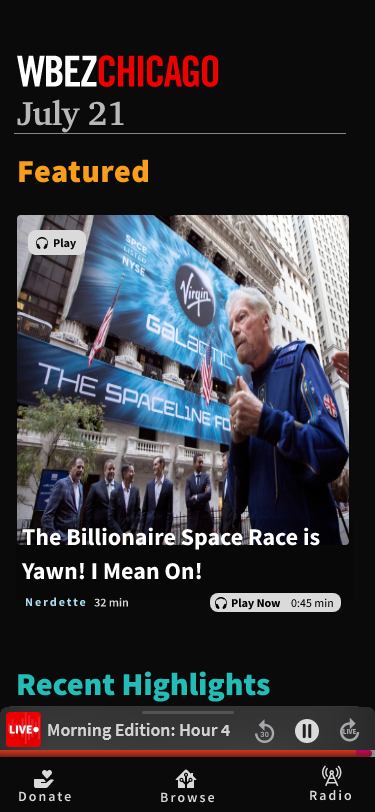 WBEZCHICAGO
July 21
Featured
Play
SPCE
LISTED
NYSE
Virgin
GALACTIC
THE SPACELINE FO
The Billionaire Space Race is
Yawn! I Mean On!
Nerdette 32 min
Play Now 0:45 min
Recent Highlights
LIVE Morning Edition: Hour 4 30 LIVE
Donate Browse Radio